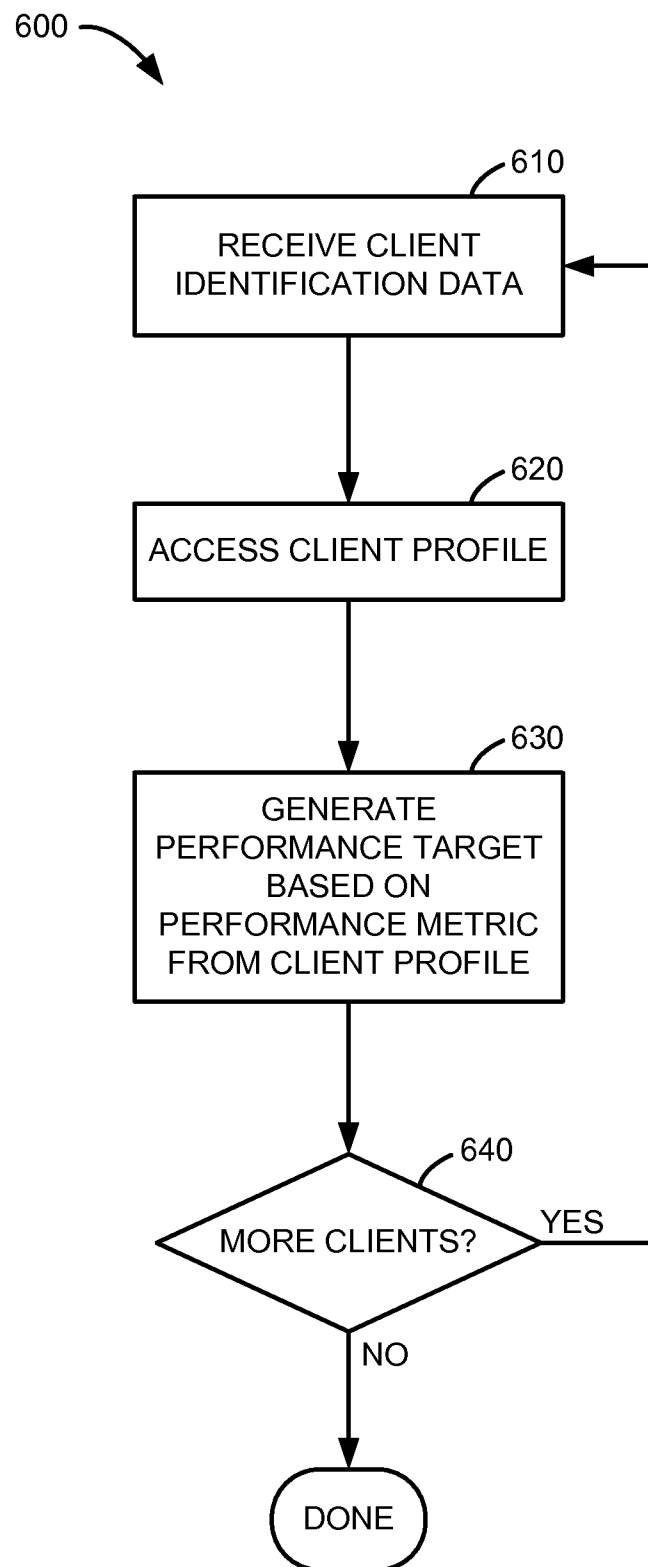 600
610
RECEIVE CLIENT
IDENTIFICATION DATA
620
ACCESS CLIENT PROFILE
630
GENERATE
PERFORMANCE TARGET
BASED ON
PERFORMANCE METRIC
FROM CLIENT PROFILE
640
MORE CLIENTS?
YES
NO
DONE